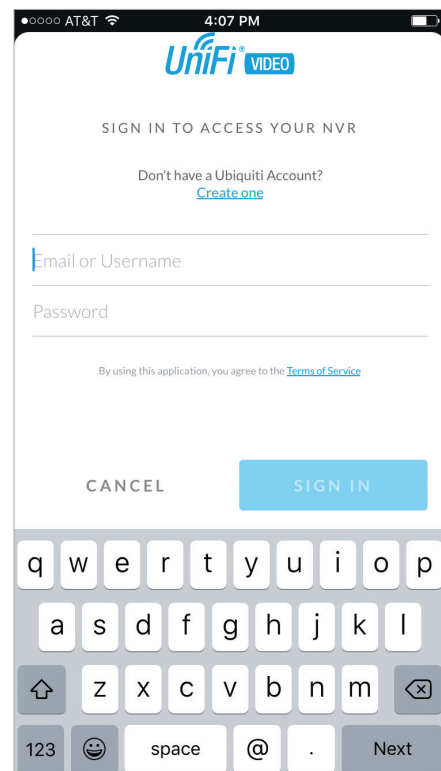 AT&T 4:07 PM
UniFi® VIDEO
SIGN IN TO ACCESS YOUR NVR
Don't have a Ubiquiti Account?
Create one
Email or Username
Password
By using this application, you agree to the Terms of Service
CANCEL SIGN IN
q w e r t y u i o p
a s d f g h j k l
z x c v b n m
123 space @ . Next